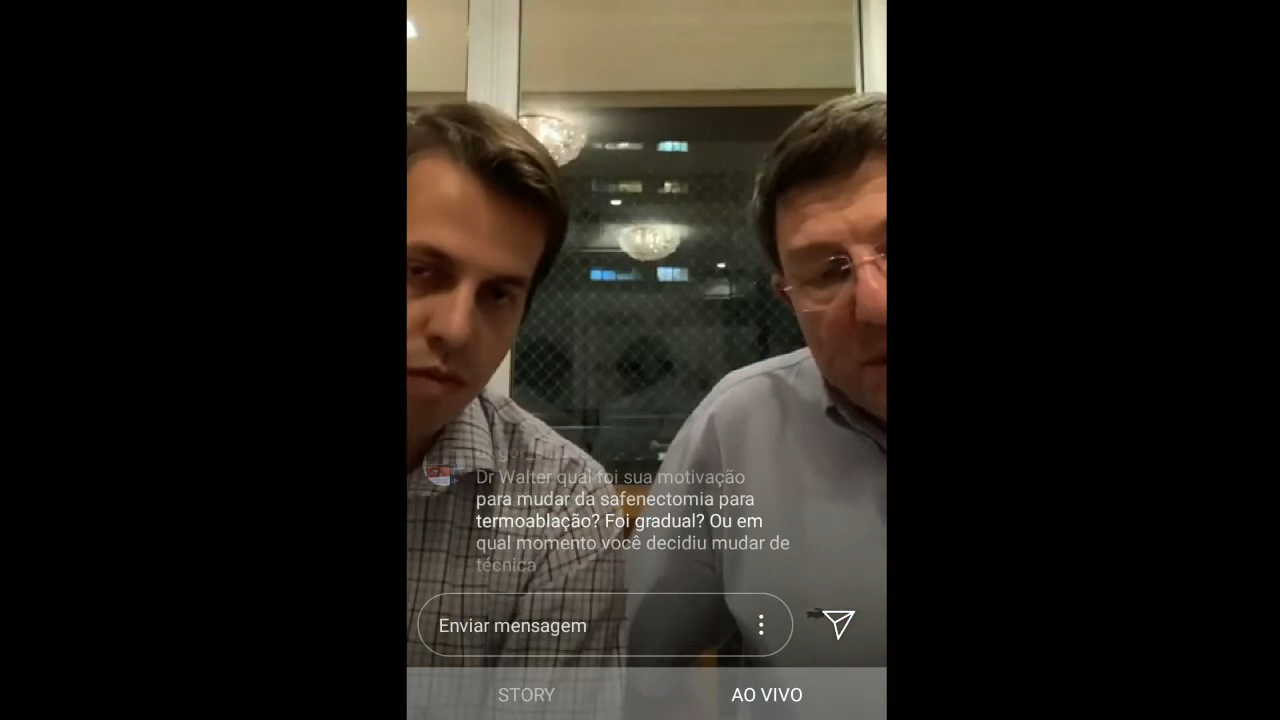 Dr Walter qual foi sua motivação
para mudar da safenectomia para
termoablação? Foi gradual? Ou em
qual momento você decidiu mudar de
técnica
Enviar mensagem
STORY AO VIVO